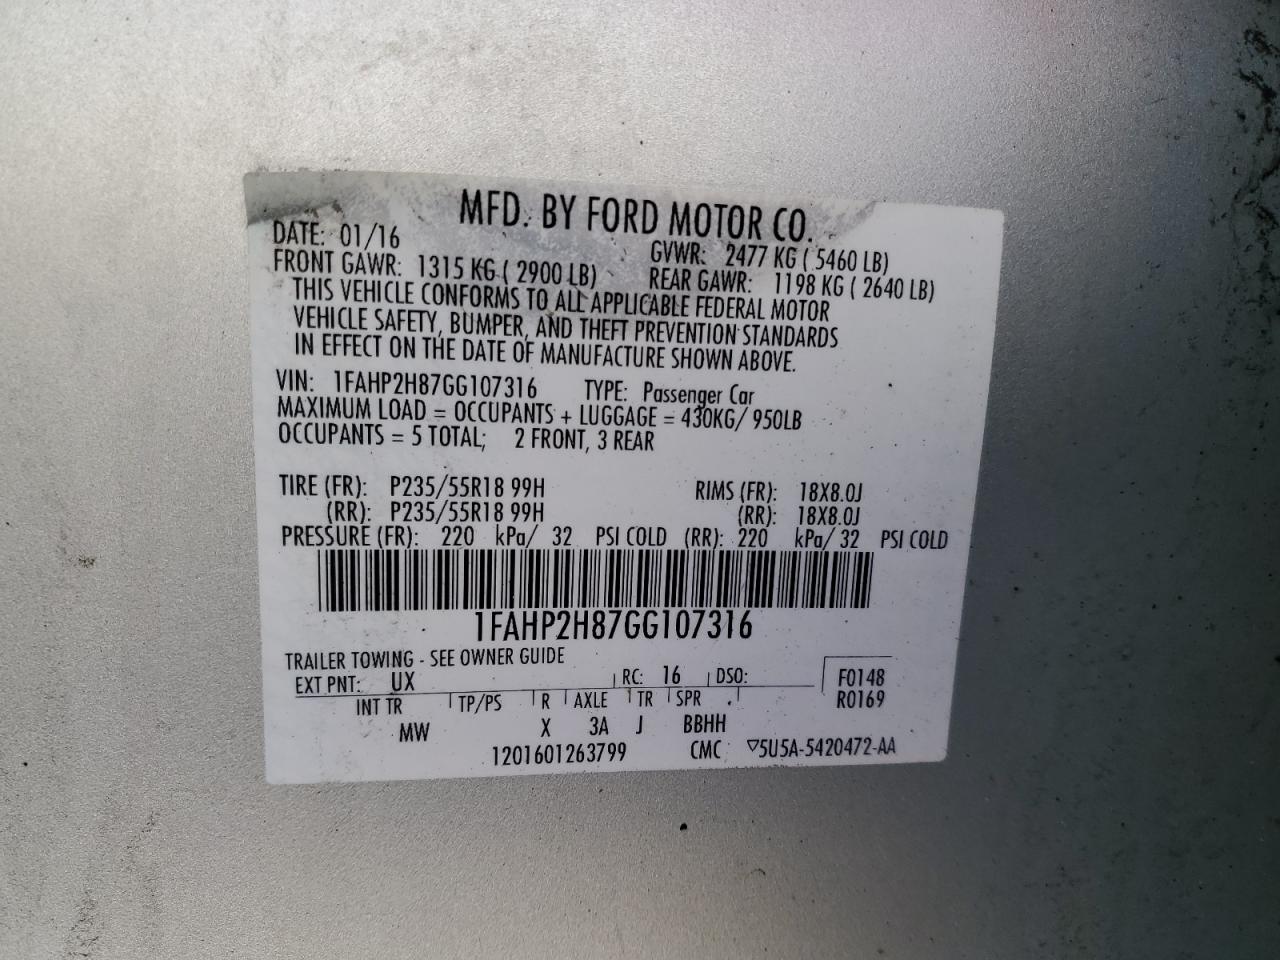 MFD. BY FORD MOTOR CO.
DATE: 01/16 GVWR: 2477 KG ( 5460 LB)
FRONT GAWR: 1315 KG ( 2900 LB) REAR GAWR: 1198 KG ( 2640 LB)
THIS VEHICLE CONFORMS TO ALL APPLICABLE FEDERAL MOTOR
VEHICLE SAFETY, BUMPER, AND THEFT PREVENTION STANDARDS
IN EFFECT ON THE DATE OF MANUFACTURE SHOWN ABOVE.
VIN: 1FAHP2H87GG107316 TYPE: Passenger Car
MAXIMUM LOAD = OCCUPANTS + LUGGAGE = 430KG/ 950LB
OCCUPANTS = 5 TOTAL; 2 FRONT, 3 REAR
TIRE (FR): P235/55R18 99H RIMS (FR): 18X8.0J
(RR): P235/55R18 99H (RR): 18X8.0J
PRESSURE (FR): 220 kPa/ 32 PSI COLD (RR): 220 kPa/ 32 PSI COLD
1FAHP2H87GG107316
TRAILER TOWING - SEE OWNER GUIDE
EXT PNT: UX RC: 16 DSO: F0148
INT TR TP/PS R AXLE TR SPR R0169
MW X 3A J BBHH
1201601263799 CMC ▽5U5A-5420472-AA